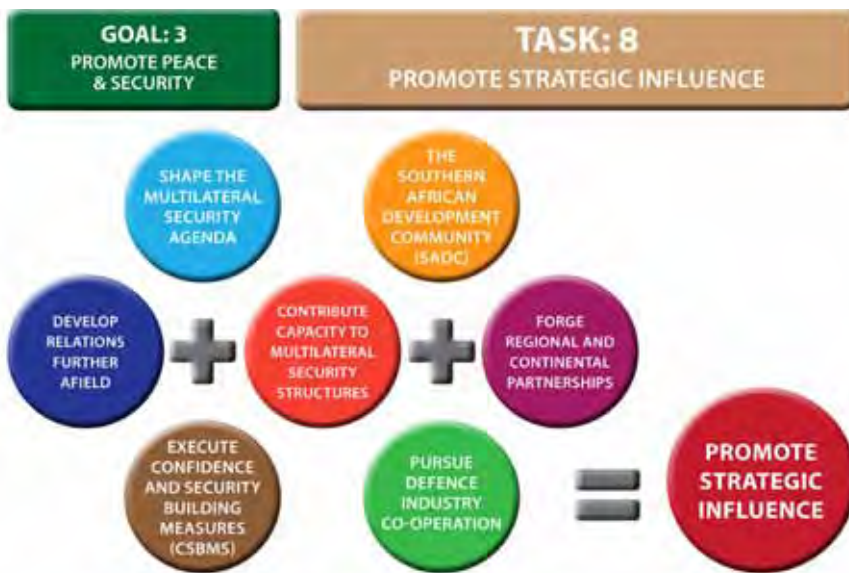 GOAL: 3
PROMOTE PEACE
& SECURITY
TASK: 8
PROMOTE STRATEGIC INFLUENCE
SHAPE THE
MULTILATERAL
SECURITY
AGENDA
THE
SOUTHERN
AFRICAN
DEVELOPMENT
COMMUNITY
(SADC)
DEVELOP
RELATIONS
FURTHER
AFIELD
CONTRIBUTE
CAPACITY TO
MULTILATERAL
SECURITY
STRUCTURES
FORGE
REGIONAL AND
CONTINENTAL
PARTNERSHIPS
EXECUTE
CONFIDENCE
AND SECURITY
BUILDING
MEASURES
(CSBMS)
PURSUE
DEFENCE
INDUSTRY
CO-OPERATION
PROMOTE
STRATEGIC
INFLUENCE